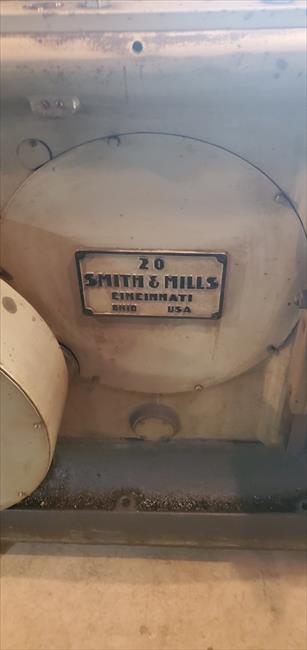 20
SMITH & MILLS
CINCINNATI
OHIO USA